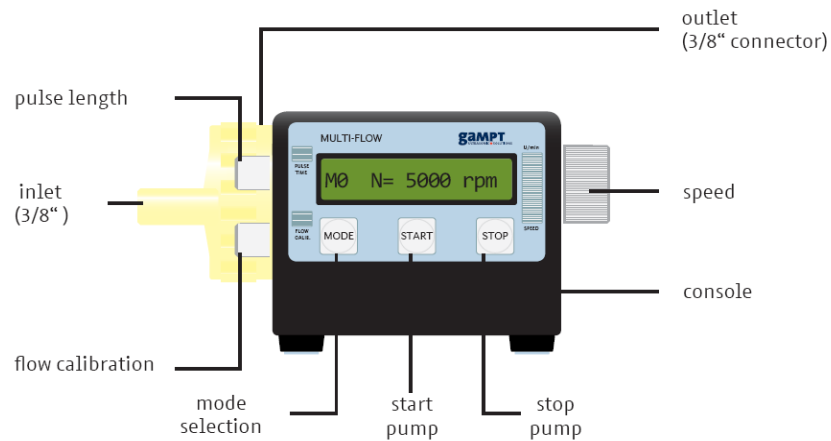 outlet
(3/8“ connector)
pulse length
MULTI-FLOW
gaMPT
U/min
PULSE
TIME
M0 N= 5000 rpm
inlet
(3/8“ )
speed
FLOW
CALIB.
MODE
START
STOP
SPEED
console
flow calibration
mode
selection
start
pump
stop
pump